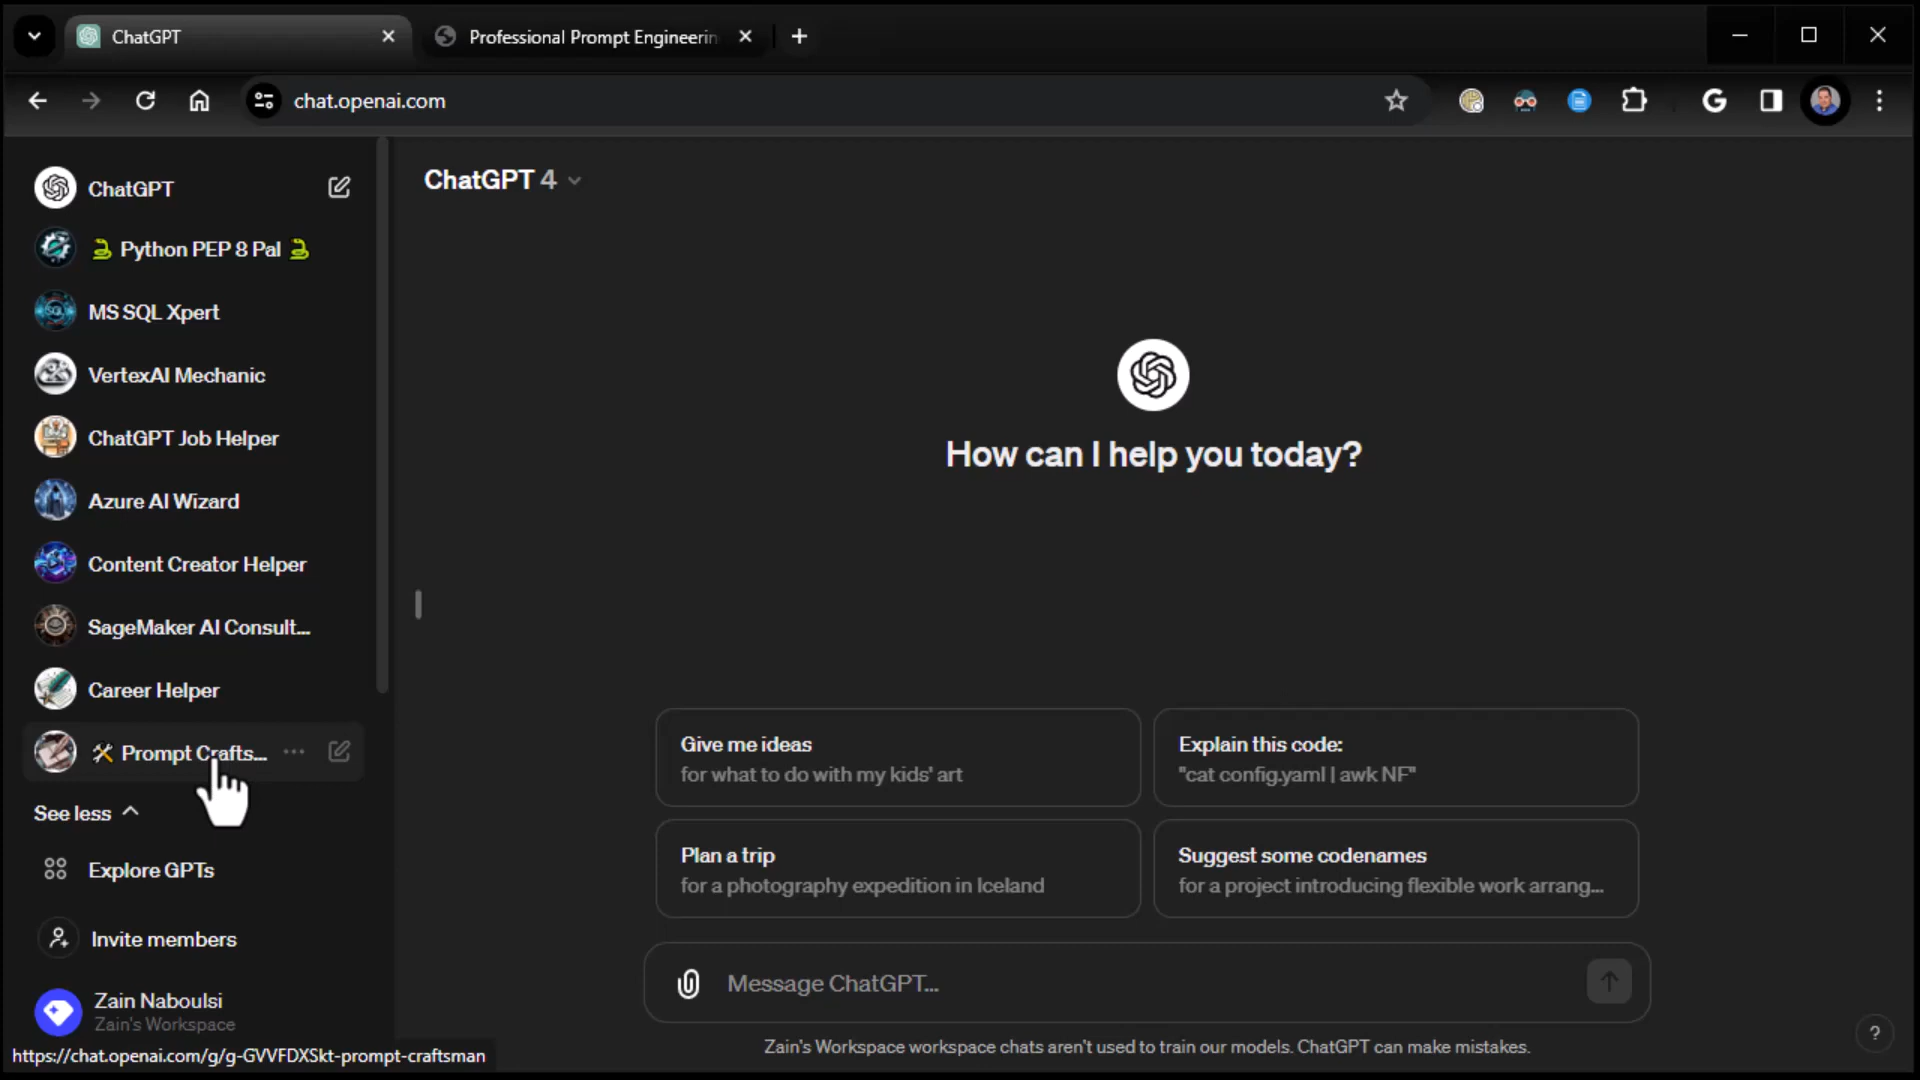 ChatGPT
Professional Prompt Engineerin
chat.openai.com
ChatGPT
Python PEP 8 Pal
MS SQL Xpert
VertexAI Mechanic
ChatGPT Job Helper
Azure AI Wizard
Content Creator Helper
SageMaker AI Consult...
Career Helper
Prompt Crafts...
See less
Explore GPTs
Invite members
Zain Naboulsi
Zain's Workspace
https://chat.openai.com/g/g-GVVFDXSkt-prompt-craftsman
ChatGPT 4
How can I help you today?
Give me ideas
for what to do with my kids' art
Explain this code:
"cat config.yaml | awk NF"
Plan a trip
for a photography expedition in Iceland
Suggest some codenames
for a project introducing flexible work arrang...
Message ChatGPT...
Zain's Workspace workspace chats aren't used to train our models. ChatGPT can make mistakes.
?